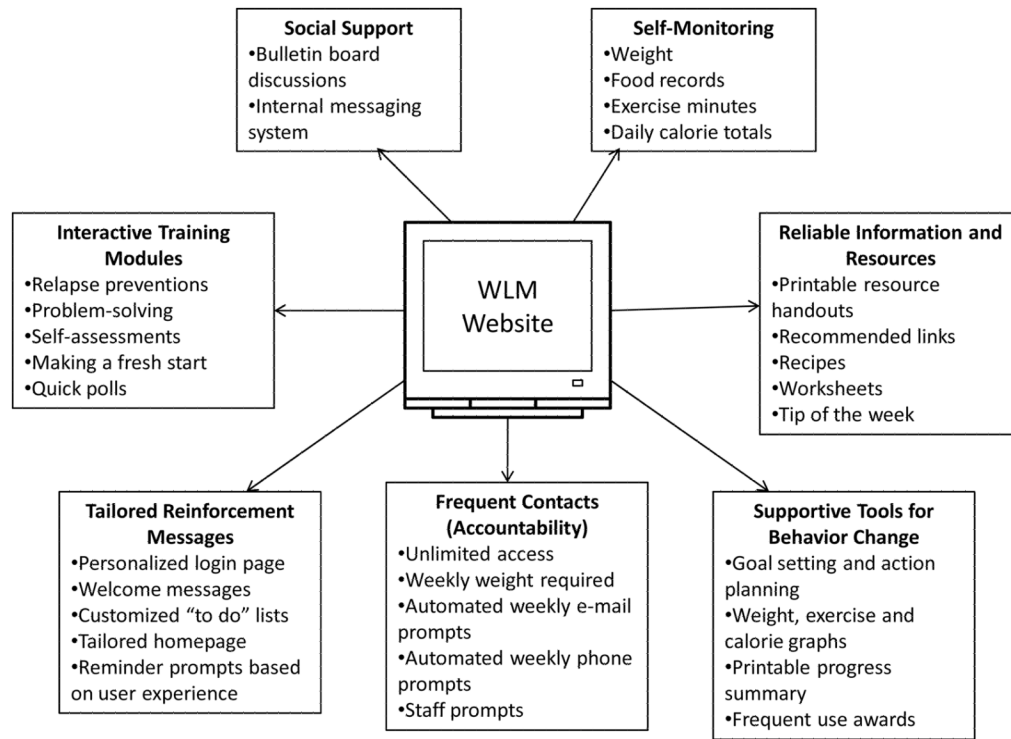 Social Support
•Bulletin board
discussions
•Internal messaging
system
Self-Monitoring
•Weight
•Food records
•Exercise minutes
•Daily calorie totals
Interactive Training
Modules
•Relapse preventions
•Problem-solving
•Self-assessments
•Making a fresh start
•Quick polls
WLM
Website
Reliable Information and
Resources
•Printable resource
handouts
•Recommended links
•Recipes
•Worksheets
•Tip of the week
Tailored Reinforcement
Messages
•Personalized login page
•Welcome messages
•Customized “to do” lists
•Tailored homepage
•Reminder prompts based
on user experience
Frequent Contacts
(Accountability)
•Unlimited access
•Weekly weight required
•Automated weekly e-mail
prompts
•Automated weekly phone
prompts
•Staff prompts
Supportive Tools for
Behavior Change
•Goal setting and action
planning
•Weight, exercise and
calorie graphs
•Printable progress
summary
•Frequent use awards